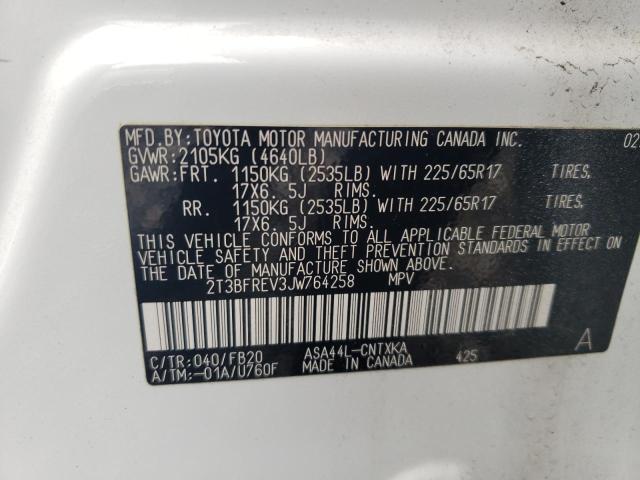 MFD.BY:TOYOTA MOTOR MANUFACTURING CANADA INC. 02
GVWR:2105KG (4640LB)
GAWR:FRT. 1150KG (2535LB) WITH 225/65R17 TIRES,
17X6.5J RIMS.
RR. 1150KG (2535LB) WITH 225/65R17 TIRES,
17X6.5J RIMS.
THIS VEHICLE CONFORMS TO ALL APPLICABLE FEDERAL MOTOR
VEHICLE SAFETY AND THEFT PREVENTION STANDARDS IN EFFECT ON
THE DATE OF MANUFACTURE SHOWN ABOVE.
2T3BFREV3JW764258 MPV
C/TR:040/FB20 ASA44L-CNTXKA 425 A
A/TM:-01A/U760F MADE IN CANADA